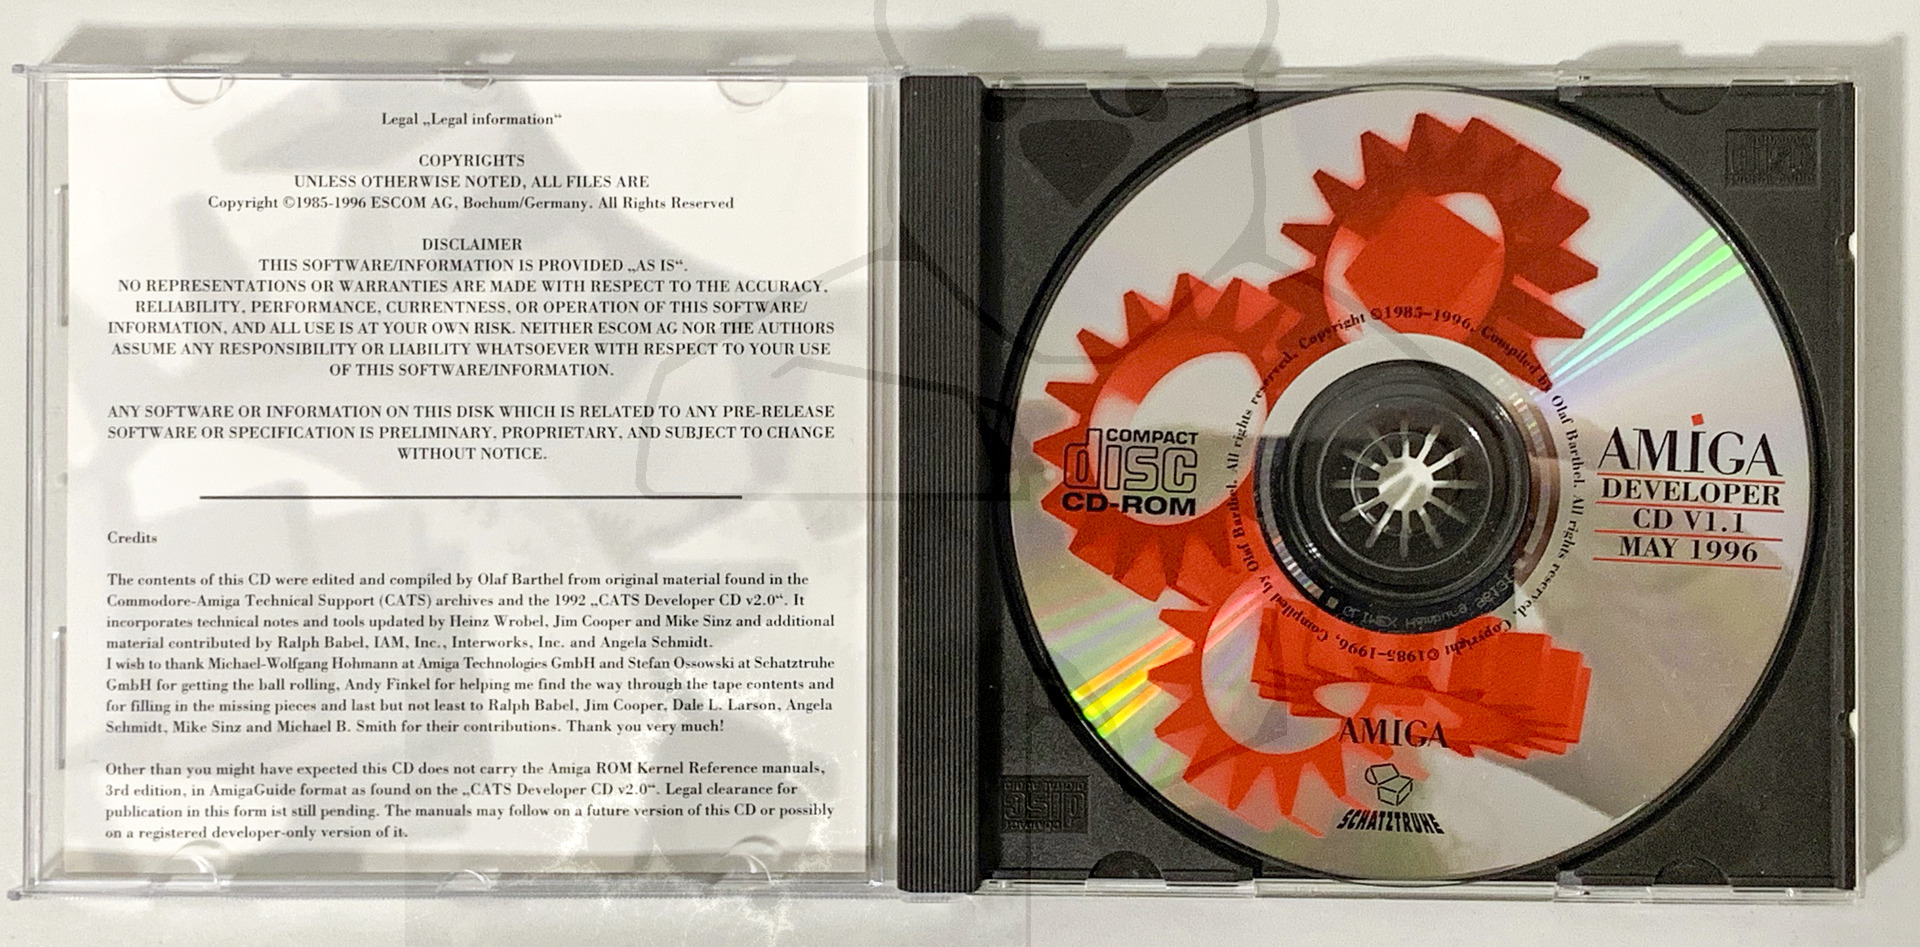 Legal „Legal information“
COPYRIGHTS
UNLESS OTHERWISE NOTED, ALL FILES ARE
Copyright ©1985-1996 ESCOM AG, Bochum/Germany. All Rights Reserved
DISCLAIMER
THIS SOFTWARE/INFORMATION IS PROVIDED „AS IS“.
NO REPRESENTATIONS OR WARRANTIES ARE MADE WITH RESPECT TO THE ACCURACY,
RELIABILITY, PERFORMANCE, CURRENTNESS, OR OPERATION OF THIS SOFTWARE/
INFORMATION, AND ALL USE IS AT YOUR OWN RISK. NEITHER ESCOM AG NOR THE AUTHORS
ASSUME ANY RESPONSIBILITY OR LIABILITY WHATSOEVER WITH RESPECT TO YOUR USE
OF THIS SOFTWARE/INFORMATION.
ANY SOFTWARE OR INFORMATION ON THIS DISK WHICH IS RELATED TO ANY PRE-RELEASE
SOFTWARE OR SPECIFICATION IS PRELIMINARY, PROPRIETARY, AND SUBJECT TO CHANGE
WITHOUT NOTICE.
Credits
The contents of this CD were edited and compiled by Olaf Barthel from original material found in the
Commodore-Amiga Technical Support (CATS) archives and the 1992 „CATS Developer CD v2.0“. It
incorporates technical notes and tools updated by Heinz Wrobel, Jim Cooper and Mike Sinz and additional
material contributed by Ralph Babel, IAM, Inc., Interworks, Inc. and Angela Schmidt.
I wish to thank Michael-Wolfgang Hohmann at Amiga Technologies GmbH and Stefan Ossowski at Schatztruhe
GmbH for getting the ball rolling, Andy Finkel for helping me find the way through the tape contents and
for filling in the missing pieces and last but not least to Ralph Babel, Jim Cooper, Dale L. Larson, Angela
Schmidt, Mike Sinz and Michael B. Smith for their contributions. Thank you very much!
Other than you might have expected this CD does not carry the Amiga ROM Kernel Reference manuals,
3rd edition, in AmigaGuide format as found on the „CATS Developer CD v2.0“. Legal clearance for
publication in this form ist still pending. The manuals may follow on a future version of this CD or possibly
on a registered developer-only version of it.
COMPACT
disc
CD-ROM
Copyright ©1985–1996, Compiled by Olaf Barthel. All rights reserved.
Copyright ©1985–1996, Compiled by Olaf Barthel. All rights reserved.
AMiGA
DEVELOPER
CD V1.1
MAY 1996
AMIGA
SCHATZTRUHE